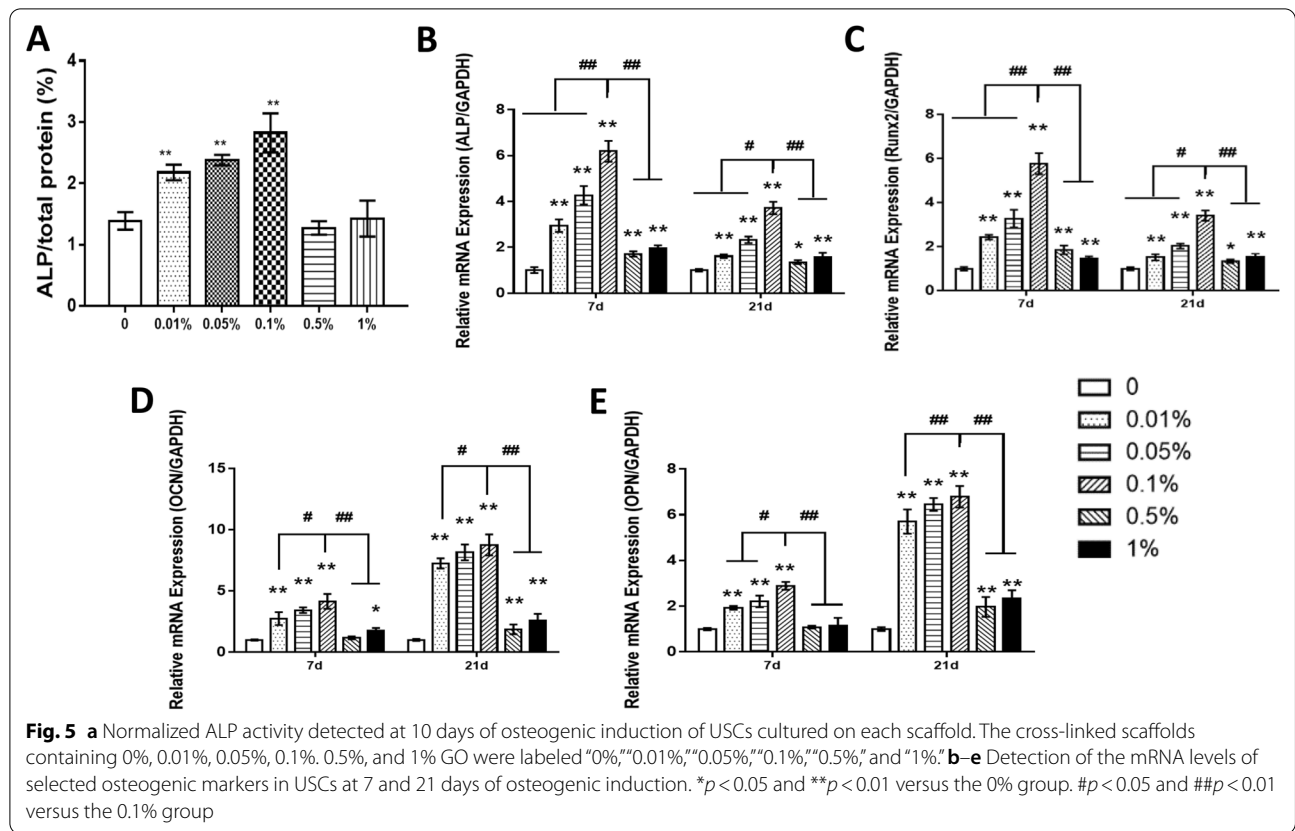 A
ALP/total protein (%)
4
3
2
1
0
** ** **
0 0.01% 0.05% 0.1% 0.5% 1%
B
Relative mRNA Expression (ALP/GAPDH)
8
6
4
2
0
## ##
** ** ** ** **
# ##
** ** ** * **
7d 21d
C
Relative mRNA Expression (Runx2/GAPDH)
8
6
4
2
0
## ##
** ** ** ** **
# ##
** ** ** * **
7d 21d
D
Relative mRNA Expression (OCN/GAPDH)
15
10
5
0
# ##
** ** ** *
# ##
** ** ** ** **
7d 21d
E
Relative mRNA Expression (OPN/GAPDH)
8
6
4
2
0
# ##
** ** **
## ##
** ** ** ** **
7d 21d
0
0.01%
0.05%
0.1%
0.5%
1%
Fig. 5 a Normalized ALP activity detected at 10 days of osteogenic induction of USCs cultured on each scaffold. The cross-linked scaffolds
containing 0%, 0.01%, 0.05%, 0.1%. 0.5%, and 1% GO were labeled “0%,” “0.01%,” “0.05%,” “0.1%,” “0.5%,” and “1%.” b–e Detection of the mRNA levels of
selected osteogenic markers in USCs at 7 and 21 days of osteogenic induction. *p < 0.05 and **p < 0.01 versus the 0% group. #p < 0.05 and ##p < 0.01
versus the 0.1% group